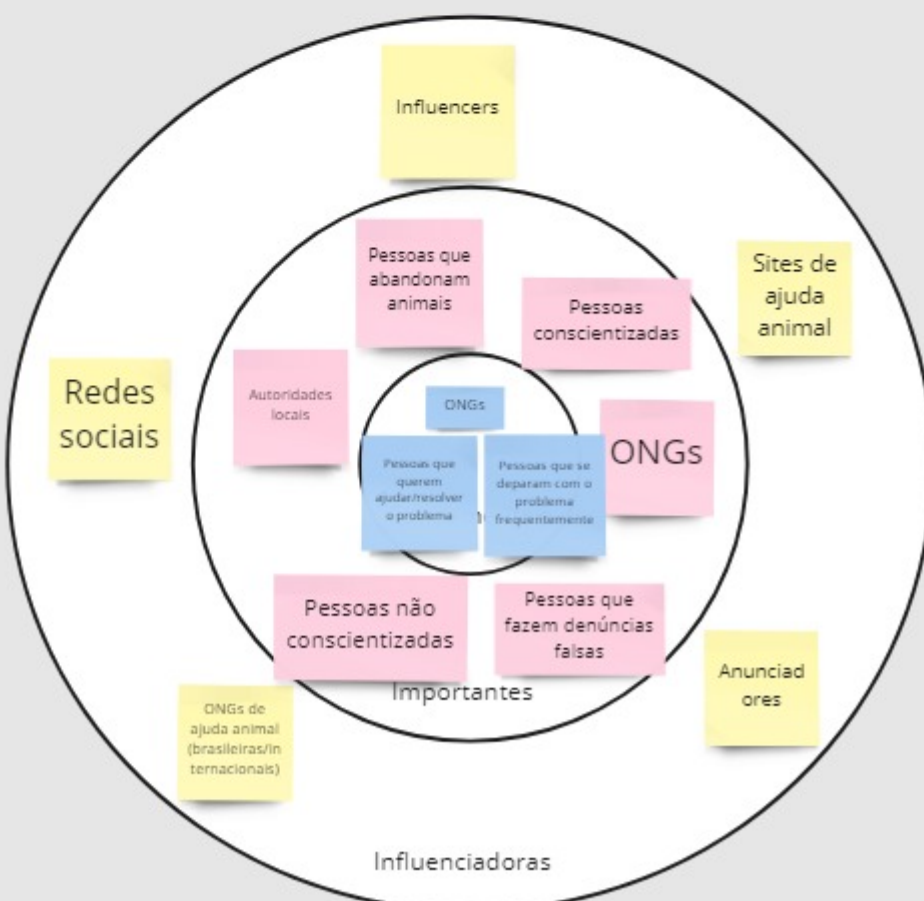 Influencers
Pessoas que
abandonam
animais
Pessoas
conscientizadas
Sites de
ajuda
animal
Redes
sociais
Autoridades
locais
ONGs
ONGs
Pessoas que
querem
ajudar/resolver
o problema
Pessoas que se
deparam com o
problema
frequentemente
Pessoas não
conscientizadas
Pessoas que
fazem denúncias
falsas
Importantes
ONGs de
ajuda animal
(brasileiras/in
ternacionais)
Anunciad
ores
Influenciadoras